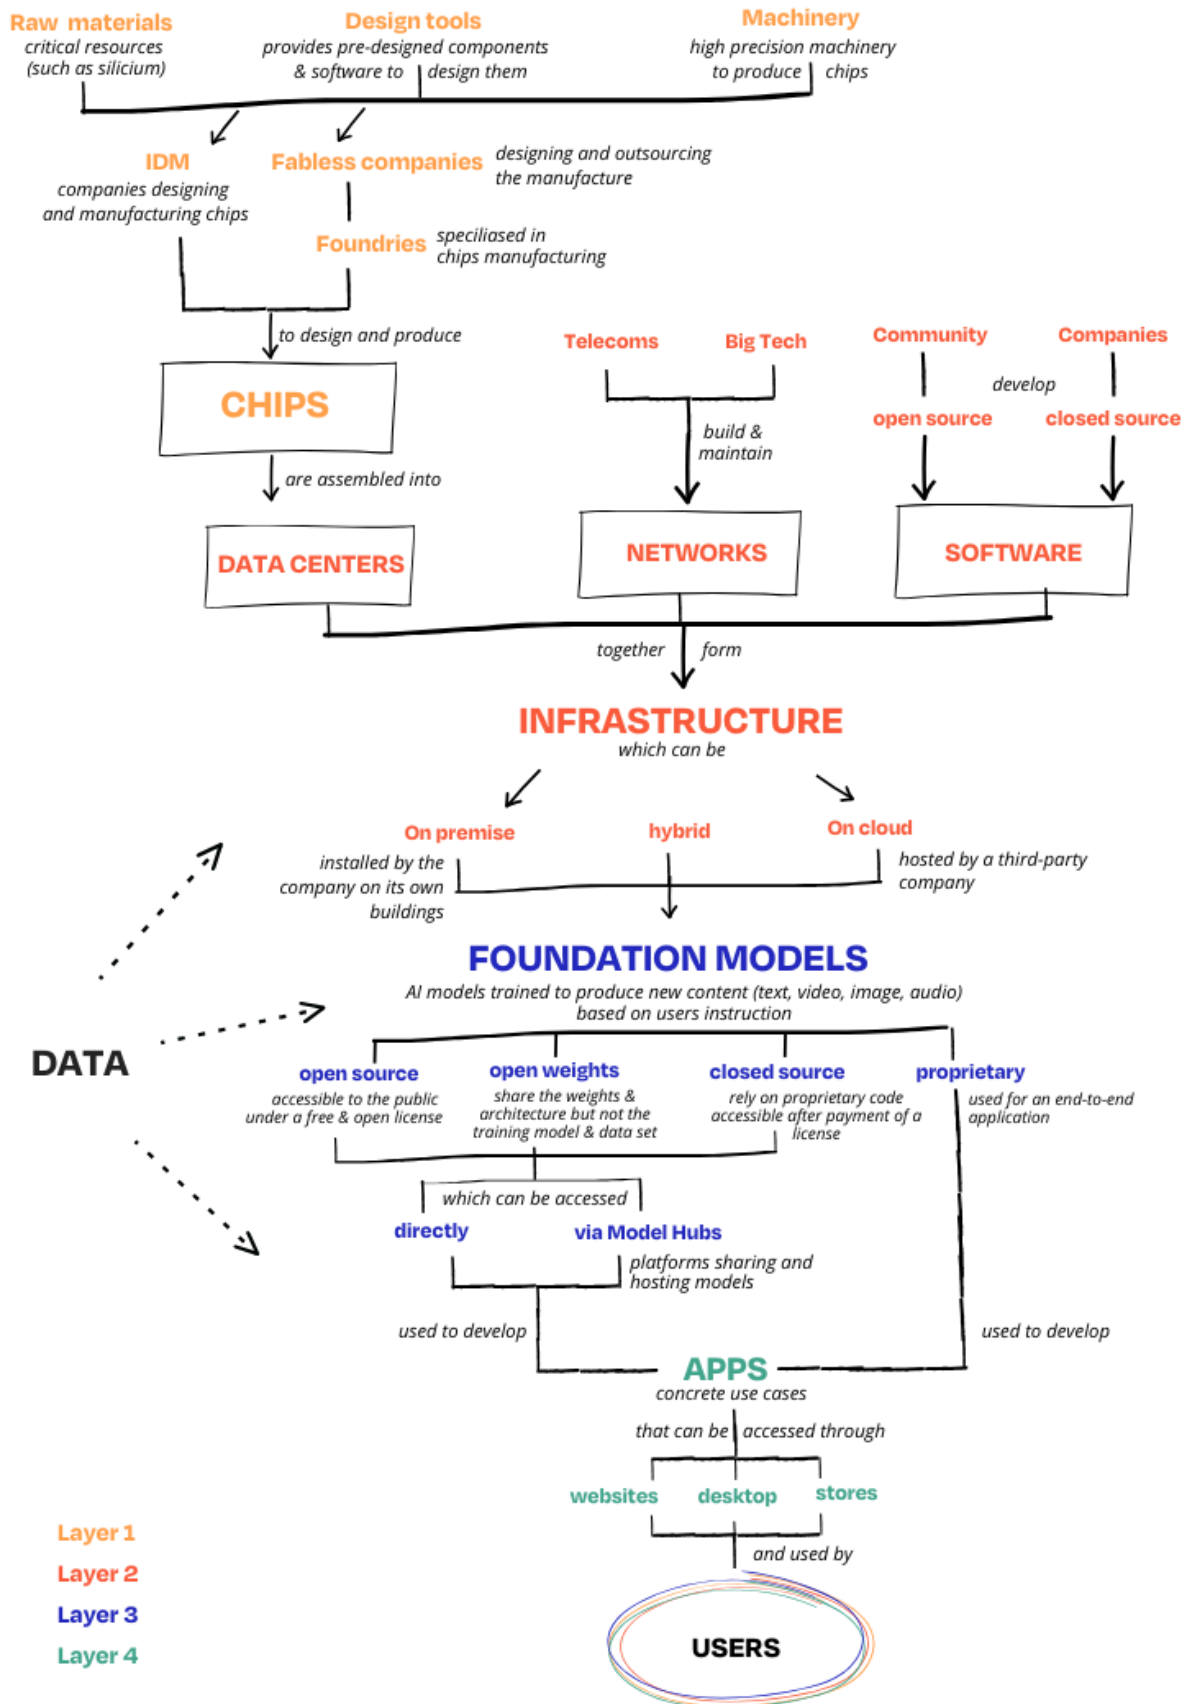 Raw materials
critical resources
(such as silicium)
Design tools
provides pre-designed components
& software to design them
Machinery
high precision machinery
to produce chips
IDM
companies designing
and manufacturing chips
Fabless companies
designing and outsourcing
the manufacture
Foundries
speciliased in
chips manufacturing
to design and produce
CHIPS
are assembled into
DATA CENTERS
Telecoms
Big Tech
build &
maintain
NETWORKS
Community
Companies
develop
open source
closed source
SOFTWARE
together form
INFRASTRUCTURE
which can be
On premise
installed by the
company on its own
buildings
hybrid
On cloud
hosted by a third-party
company
FOUNDATION MODELS
AI models trained to produce new content (text, video, image, audio)
based on users instruction
DATA
open source
accessible to the public
under a free & open license
open weights
share the weights &
architecture but not the
training model & data set
closed source
rely on proprietary code
accessible after payment of a
license
proprietary
used for an end-to-end
application
which can be accessed
directly
via Model Hubs
platforms sharing and
hosting models
used to develop
used to develop
APPS
concrete use cases
that can be accessed through
websites
desktop
stores
and used by
USERS
Layer 1
Layer 2
Layer 3
Layer 4